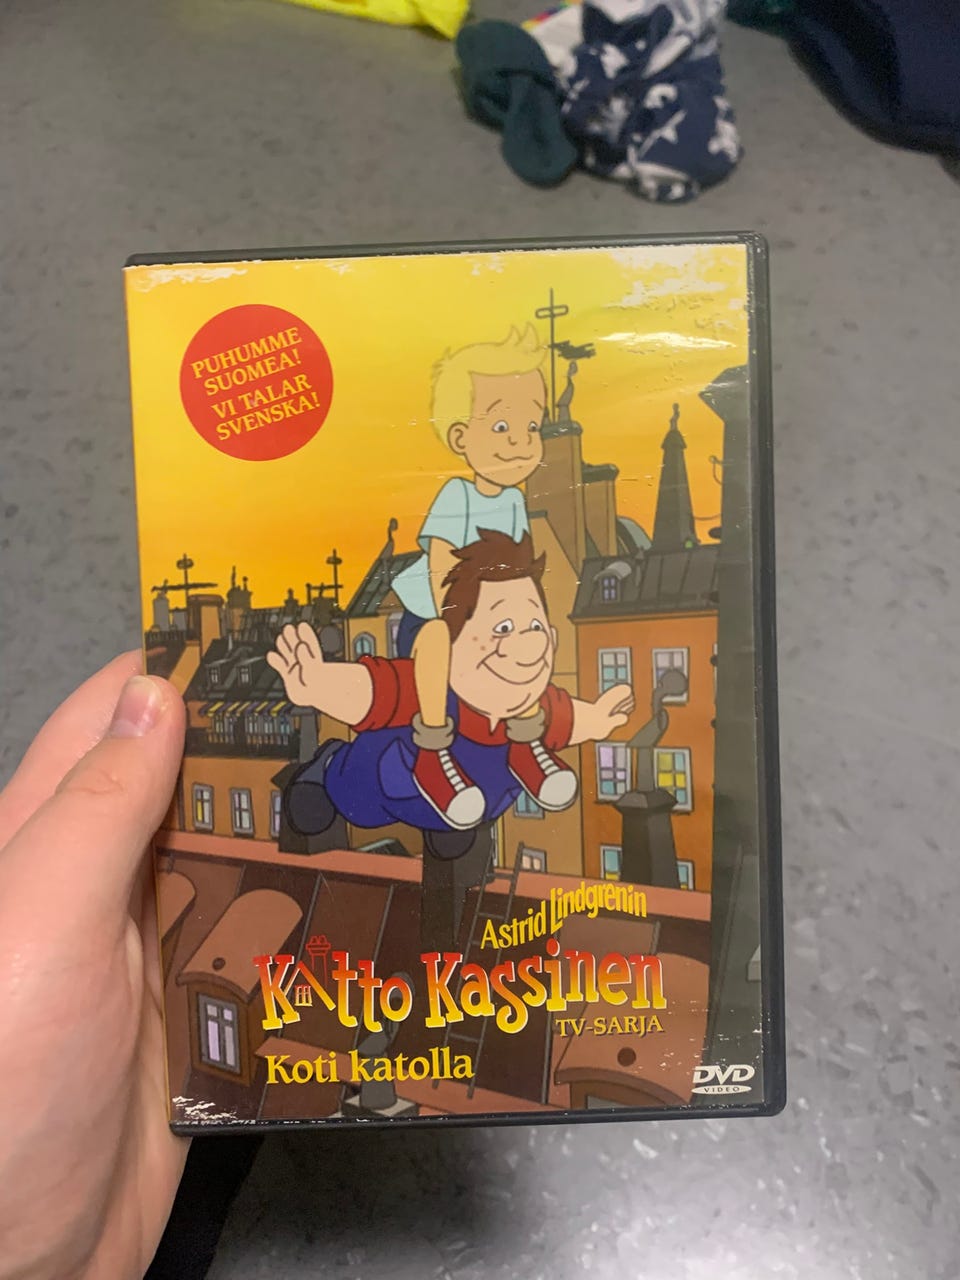 PUHUMME
SUOMEA!
VI TALAR
SVENSKA!
Astrid Lindgrenin
Katto Kassinen
TV-SARJA
Koti katolla
DVD
VIDEO